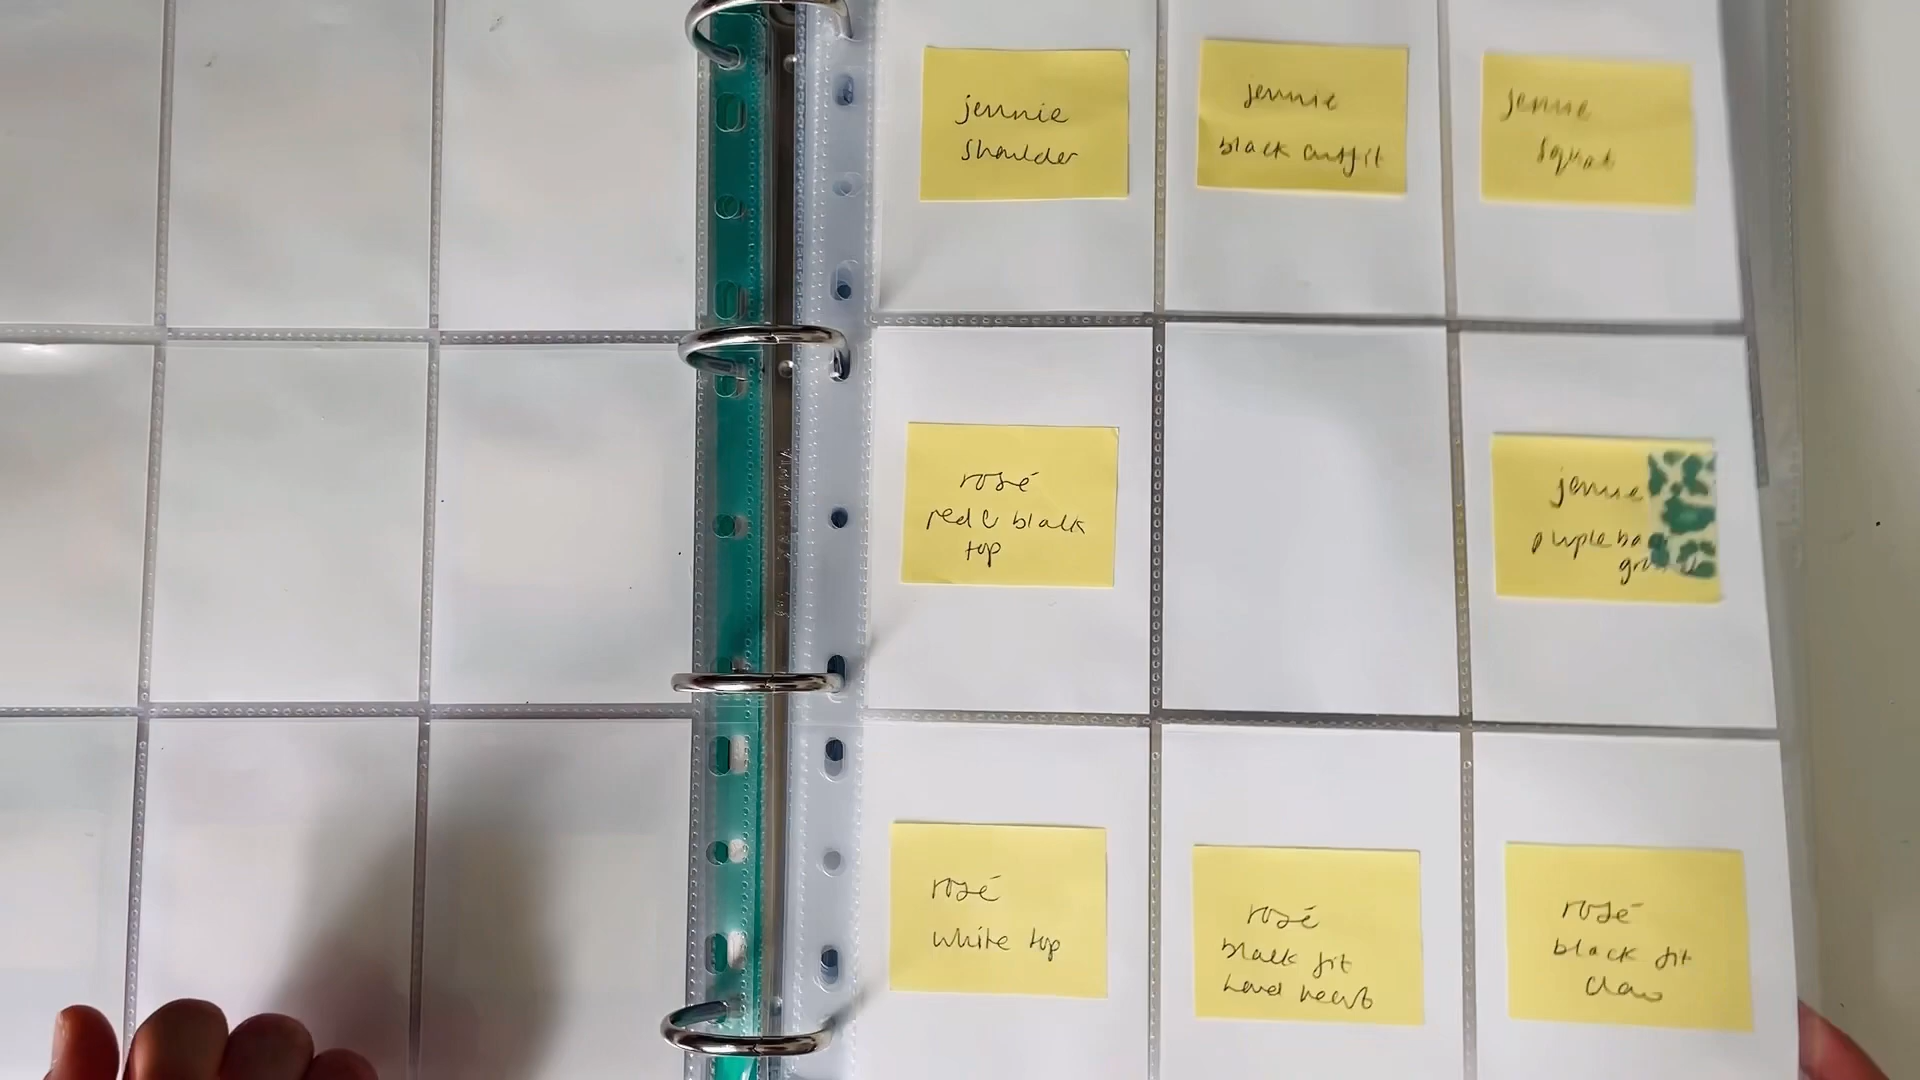 jennie
shoulder
jennie
black outfit
jennie
squat
rosé
red & black
top
jennie
purple ba
gr
rosé
white top
rosé
black fit
hand heart
rosé
black fit
claw